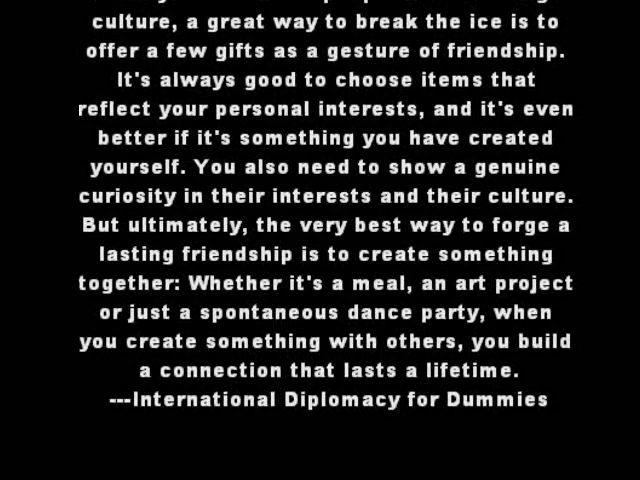 culture, a great way to break the ice is to
offer a few gifts as a gesture of friendship.
It's always good to choose items that
reflect your personal interests, and it's even
better if it's something you have created
yourself. You also need to show a genuine
curiosity in their interests and their culture.
But ultimately, the very best way to forge a
lasting friendship is to create something
together: Whether it's a meal, an art project
or just a spontaneous dance party, when
you create something with others, you build
a connection that lasts a lifetime.
---International Diplomacy for Dummies